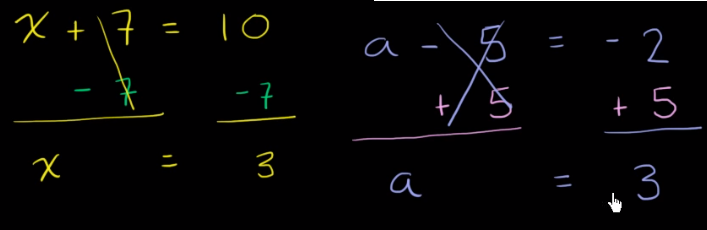 x + 7 = 10
- 7 - 7
x = 3
a - 5 = - 2
+ 5 + 5
a = 3